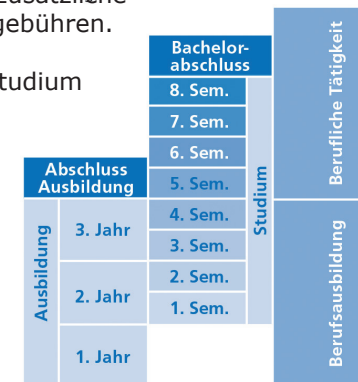 zusätzliche
gebühren.
tudium
Bachelor-
abschluss
8. Sem.
7. Sem.
6. Sem.
5. Sem.
4. Sem.
3. Sem.
2. Sem.
1. Sem.
Studium
Abschluss
Ausbildung
Ausbildung
3. Jahr
2. Jahr
1. Jahr
Berufliche Tätigkeit
Berufsausbildung